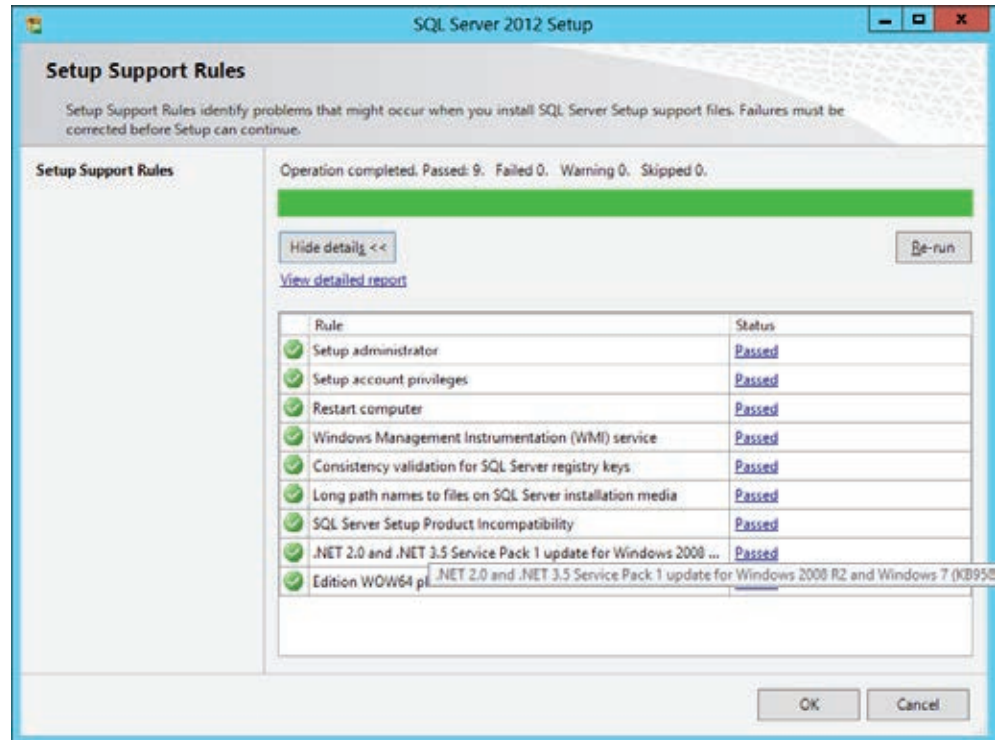 SQL Server 2012 Setup
Setup Support Rules
Setup Support Rules identify problems that might occur when you install SQL Server Setup support files. Failures must be
corrected before Setup can continue.
Setup Support Rules
Operation completed. Passed: 9. Failed 0. Warning 0. Skipped 0.
Hide details <<
Re-run
View detailed report
Rule Status
Setup administrator Passed
Setup account privileges Passed
Restart computer Passed
Windows Management Instrumentation (WMI) service Passed
Consistency validation for SQL Server registry keys Passed
Long path names to files on SQL Server installation media Passed
SQL Server Setup Product Incompatibility Passed
.NET 2.0 and .NET 3.5 Service Pack 1 update for Windows 2008 ... Passed
.NET 2.0 and .NET 3.5 Service Pack 1 update for Windows 2008 R2 and Windows 7 (KB958
Edition WOW64 pl
OK Cancel